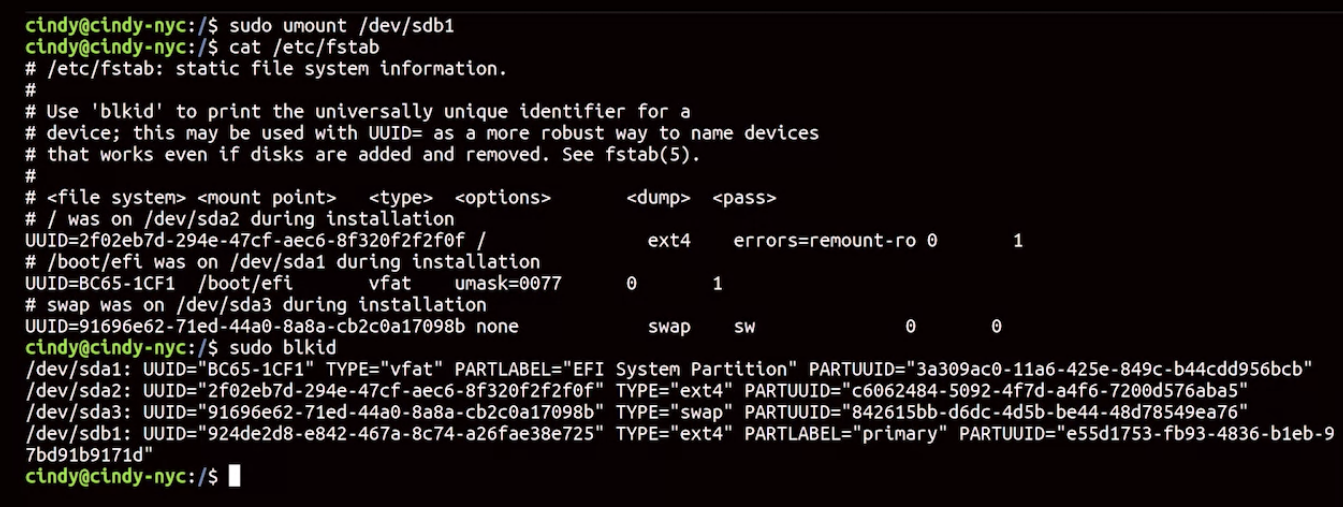 cindy@cindy-nyc:/$ sudo umount /dev/sdb1
cindy@cindy-nyc:/$ cat /etc/fstab
# /etc/fstab: static file system information.
#
# Use 'blkid' to print the universally unique identifier for a
# device; this may be used with UUID= as a more robust way to name devices
# that works even if disks are added and removed. See fstab(5).
#
# <file system> <mount point>   <type>  <options>       <dump>  <pass>
# / was on /dev/sda2 during installation
UUID=2f02eb7d-294e-47cf-aec6-8f320f2f2f0f /               ext4    errors=remount-ro 0       1
# /boot/efi was on /dev/sda1 during installation
UUID=BC65-1CF1  /boot/efi       vfat    umask=0077      0       1
# swap was on /dev/sda3 during installation
UUID=91696e62-71ed-44a0-8a8a-cb2c0a17098b none            swap    sw              0       0
cindy@cindy-nyc:/$ sudo blkid
/dev/sda1: UUID="BC65-1CF1" TYPE="vfat" PARTLABEL="EFI System Partition" PARTUUID="3a309ac0-11a6-425e-849c-b44cdd956bcb"
/dev/sda2: UUID="2f02eb7d-294e-47cf-aec6-8f320f2f2f0f" TYPE="ext4" PARTUUID="c6062484-5092-4f7d-a4f6-7200d576aba5"
/dev/sda3: UUID="91696e62-71ed-44a0-8a8a-cb2c0a17098b" TYPE="swap" PARTUUID="842615bb-d6dc-4d5b-be44-48d78549ea76"
/dev/sdb1: UUID="924de2d8-e842-467a-8c74-a26fae38e725" TYPE="ext4" PARTLABEL="primary" PARTUUID="e55d1753-fb93-4836-b1eb-9
7bd91b9171d"
cindy@cindy-nyc:/$